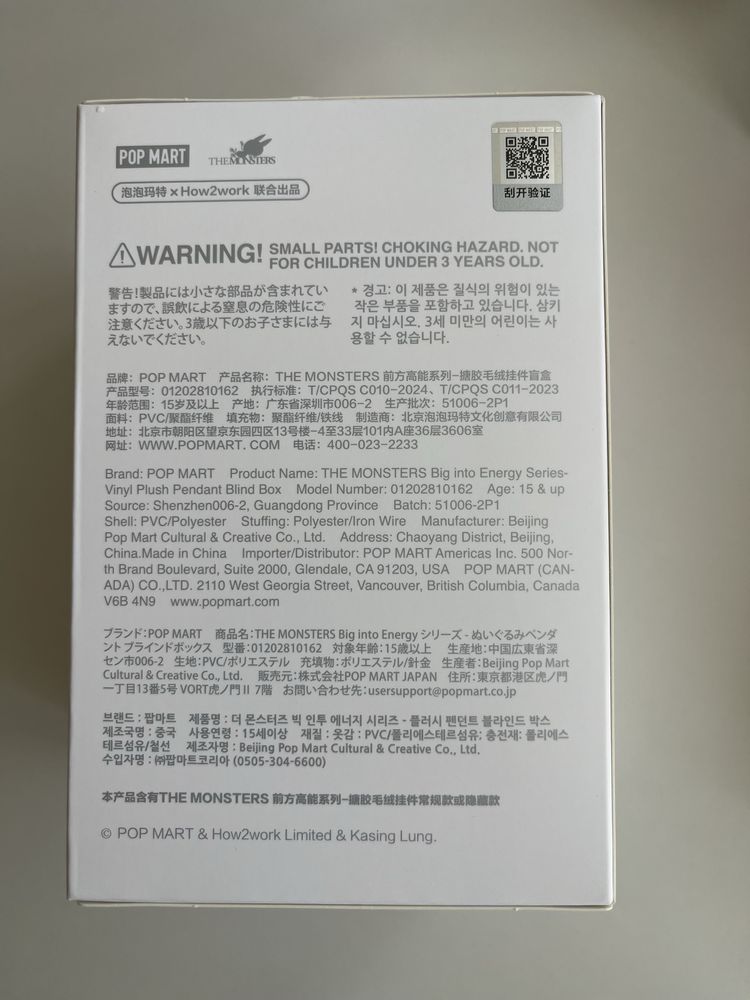 POP MART
THE MONSTERS
泡泡玛特 × How2work 联合出品
刮开验证
WARNING! SMALL PARTS! CHOKING HAZARD. NOT
FOR CHILDREN UNDER 3 YEARS OLD.
警告!製品には小さな部品が含まれてい
ますので、誤飲による窒息の危険性にご
注意ください。3歳以下のお子さまには与
えないでください。
* 경고: 이 제품은 질식의 위험이 있는
작은 부품을 포함하고 있습니다. 삼키
지 마십시오. 3세 미만의 어린이는 사
용할 수 없습니다.
品牌: POP MART 产品名称: THE MONSTERS 前方高能系列-搪胶毛绒挂件盲盒
产品型号: 01202810162 执行标准: T/CPQS C010-2024、T/CPQS C011-2023
年龄范围: 15岁及以上 产地: 广东省深圳市006-2 生产批次: 51006-2P1
面料: PVC/聚酯纤维 填充物: 聚酯纤维/铁线 制造商: 北京泡泡玛特文化创意有限公司
地址: 北京市朝阳区望京东园四区13号楼-4至33层101内A座36层3606室
网址: WWW.POPMART. COM 电话: 400-023-2233
Brand: POP MART Product Name: THE MONSTERS Big into Energy Series-
Vinyl Plush Pendant Blind Box Model Number: 01202810162 Age: 15 & up
Source: Shenzhen006-2, Guangdong Province Batch: 51006-2P1
Shell: PVC/Polyester Stuffing: Polyester/Iron Wire Manufacturer: Beijing
Pop Mart Cultural & Creative Co., Ltd. Address: Chaoyang District, Beijing,
China.Made in China Importer/Distributor: POP MART Americas Inc. 500 Nor-
th Brand Boulevard, Suite 2000, Glendale, CA 91203, USA POP MART (CAN-
ADA) CO.,LTD. 2110 West Georgia Street, Vancouver, British Columbia, Canada
V6B 4N9 www.popmart.com
ブランド:POP MART 商品名:THE MONSTERS Big into Energy シリーズ - ぬいぐるみペンダ
ント ブラインドボックス 型番:01202810162 対象年齢:15歳以上 生産地:中国広東省深
セン市006-2 生地:PVC/ポリエステル 充填物:ポリエステル/針金 生産者:Beijing Pop Mart
Cultural & Creative Co., Ltd. 販売元:株式会社POP MART JAPAN 住所:東京都港区虎ノ門
一丁目13番5号 VORT虎ノ門Ⅱ 7階 お問い合わせ先:usersupport@popmart.co.jp
브랜드 : 팝마트 제품명 : 더 몬스터즈 빅 인투 에너지 시리즈 - 플러시 펜던트 블라인드 박스
제조국명 : 중국 사용연령 : 15세이상 재질 : 옷감 : PVC/폴리에스테르섬유; 충전재: 폴리에스
테르섬유/철선 제조자명 : Beijing Pop Mart Cultural & Creative Co., Ltd.
수입자명 : ㈜팝마트코리아 (0505-304-6600)
本产品含有THE MONSTERS 前方高能系列-搪胶毛绒挂件常规款或隐藏款
© POP MART & How2work Limited & Kasing Lung.